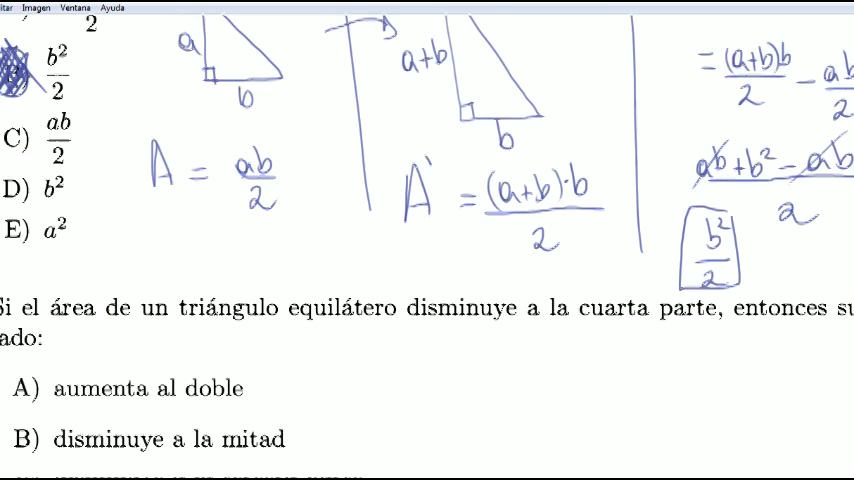 Imagen Ventana Ayuda
2
b²/2
C) ab/2
D) b²
E) a²
a
b
A = ab/2
a+b
b
A' = (a+b)·b/2
= (a+b)b/2 - ab/2
ab+b²-ab/2
b²/2
Si el área de un triángulo equilátero disminuye a la cuarta parte, entonces su
lado:
A) aumenta al doble
B) disminuye a la mitad